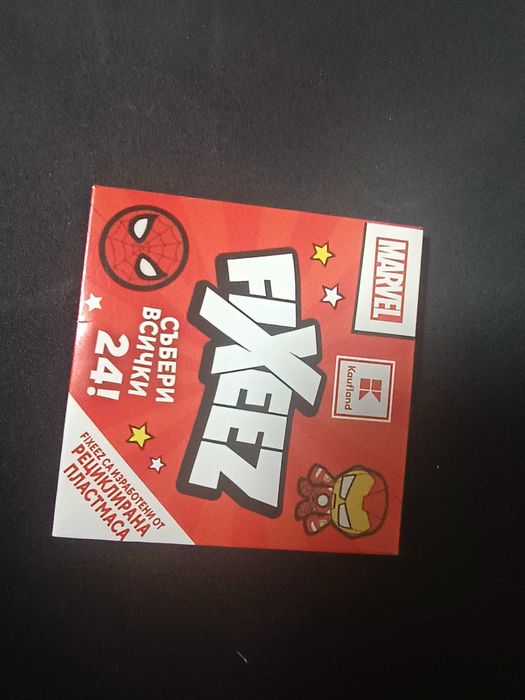 MARVEL
Kaufland
FIXEEZ
СЪБЕРИ
ВСИЧКИ
24!
FIXEEZ СА ИЗРАБОТЕНИ ОТ
РЕЦИКЛИРАНА
ПЛАСТМАСА